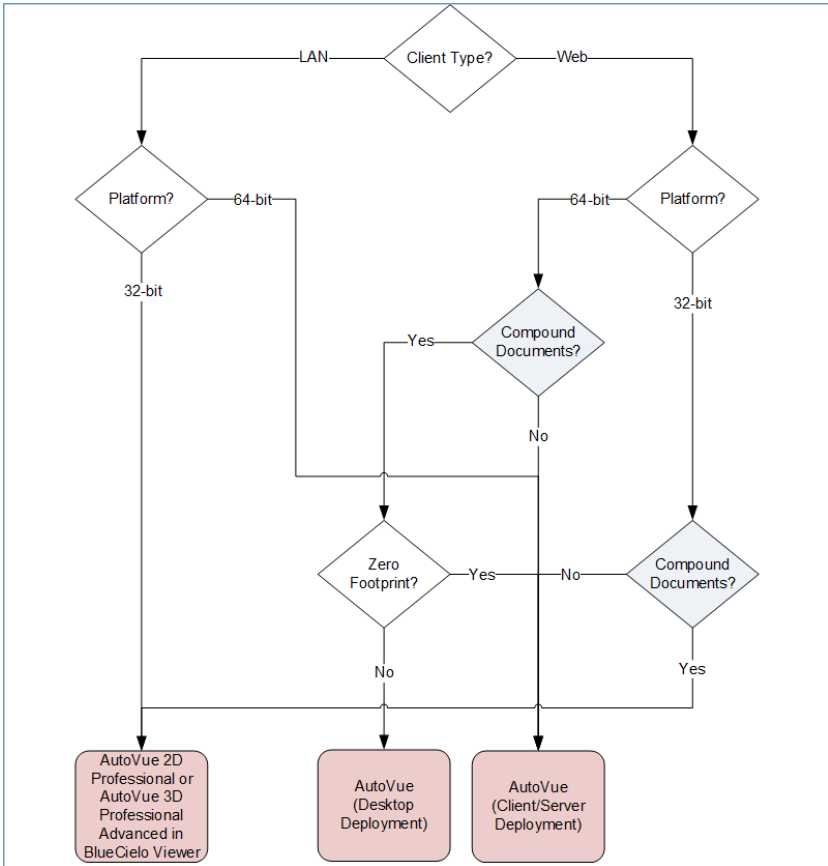 Client Type?
LAN
Web
Platform?
64-bit
64-bit
Platform?
32-bit
32-bit
Compound
Documents?
Yes
No
Zero
Footprint?
Yes
No
Compound
Documents?
No
Yes
AutoVue 2D
Professional or
AutoVue 3D
Professional
Advanced in
BlueCielo Viewer
AutoVue
(Desktop
Deployment)
AutoVue
(Client/Server
Deployment)